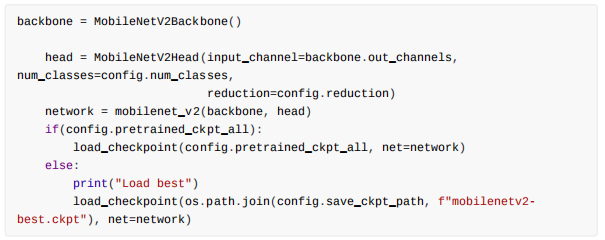 backbone = MobileNetV2Backbone()

    head = MobileNetV2Head(input_channel=backbone.out_channels,
num_classes=config.num_classes,
                           reduction=config.reduction)
    network = mobilenet_v2(backbone, head)
    if(config.pretrained_ckpt_all):
        load_checkpoint(config.pretrained_ckpt_all, net=network)
    else:
        print("Load best")
        load_checkpoint(os.path.join(config.save_ckpt_path, f"mobilenetv2-
best.ckpt"), net=network)